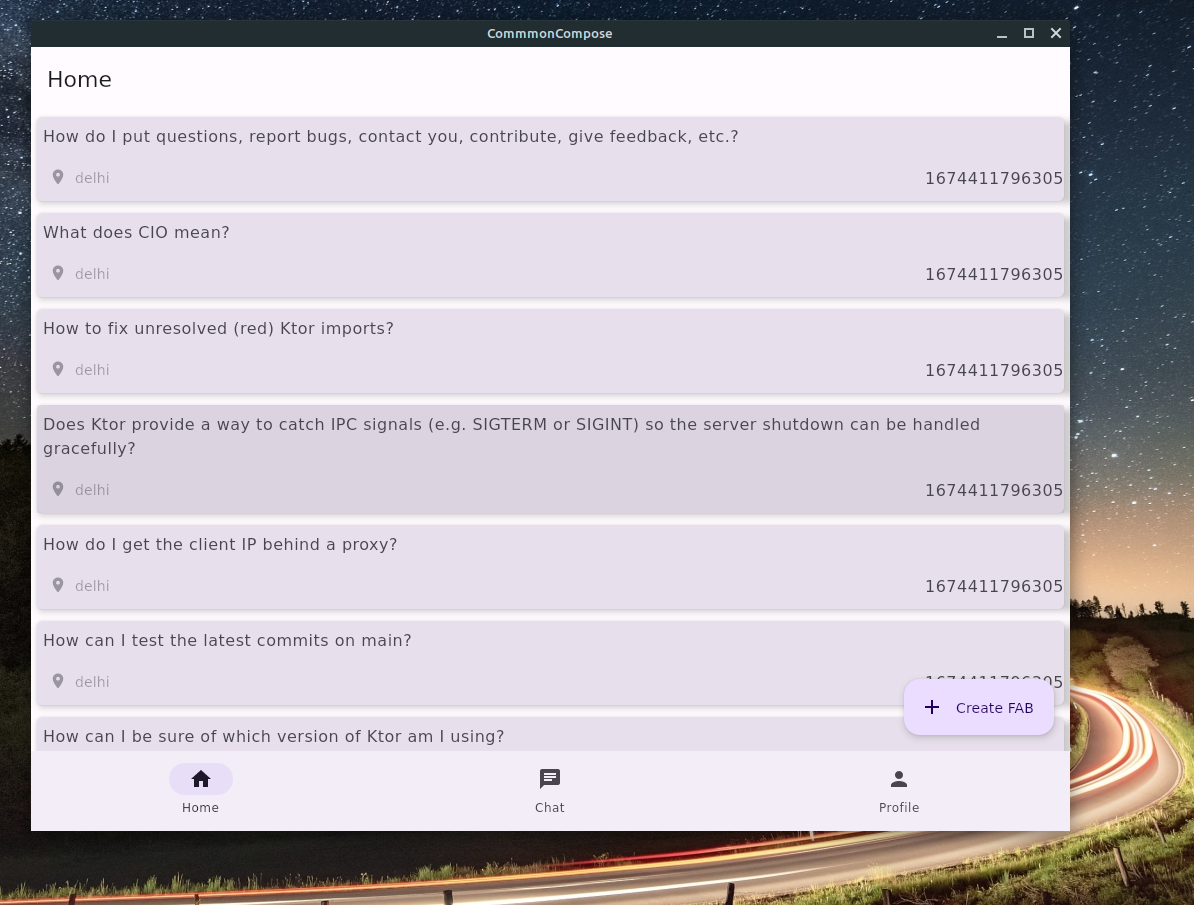 CommmonCompose
Home
How do I put questions, report bugs, contact you, contribute, give feedback, etc.?
delhi 1674411796305
What does CIO mean?
delhi 1674411796305
How to fix unresolved (red) Ktor imports?
delhi 1674411796305
Does Ktor provide a way to catch IPC signals (e.g. SIGTERM or SIGINT) so the server shutdown can be handled
gracefully?
delhi 1674411796305
How do I get the client IP behind a proxy?
delhi 1674411796305
How can I test the latest commits on main?
delhi
Create FAB
How can I be sure of which version of Ktor am I using?
Home Chat Profile